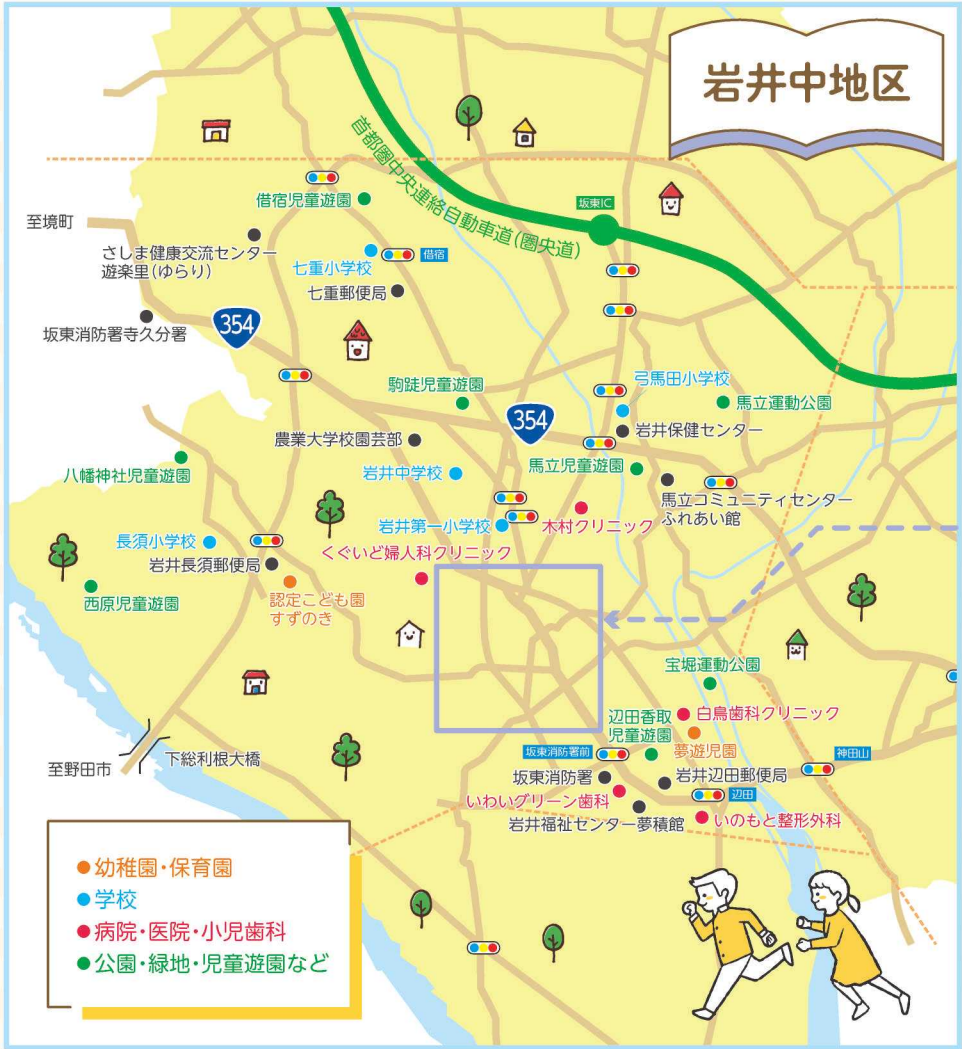 岩井中地区
首都圏中央連絡自動車道(圏央道)
坂東IC
借宿児童遊園
至境町
さしま健康交流センター
遊楽里(ゆらり)
七重小学校
借宿
七重郵便局
坂東消防署寺久分署
354
駒跿児童遊園
354
弓馬田小学校
馬立運動公園
岩井保健センター
農業大学校園芸部
八幡神社児童遊園
岩井中学校
馬立児童遊園
馬立コミュニティセンター
ふれあい館
岩井第一小学校
木村クリニック
長須小学校
岩井長須郵便局
くぐいど婦人科クリニック
西原児童遊園
認定こども園
すずのき
宝堀運動公園
辺田香取
児童遊園
白鳥歯科クリニック
夢遊児園
坂東消防署前
神田山
下総利根大橋
至野田市
坂東消防署
岩井辺田郵便局
いわいグリーン歯科
辺田
岩井福祉センター夢積館
いのもと整形外科
幼稚園・保育園
学校
病院・医院・小児歯科
公園・緑地・児童遊園など